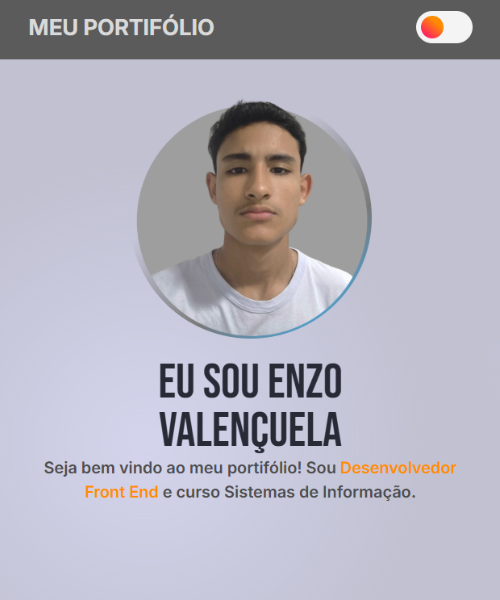 MEU PORTIFÓLIO
EU SOU ENZO
VALENÇUELA
Seja bem vindo ao meu portifólio! Sou Desenvolvedor
Front End e curso Sistemas de Informação.